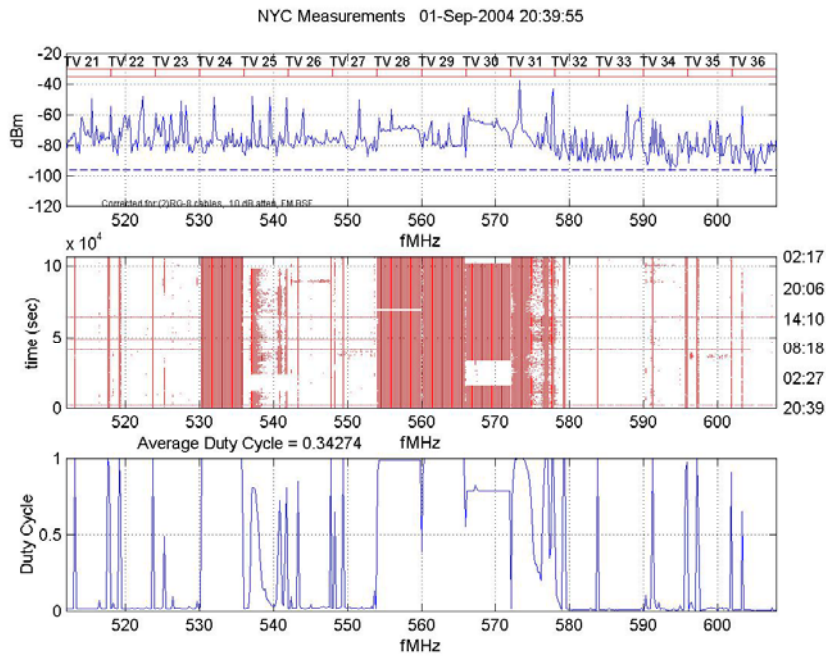 NYC Measurements 01-Sep-2004 20:39:55
-20
TV 21 TV 22 TV 23 TV 24 TV 25 TV 26 TV 27 TV 28 TV 29 TV 30 TV 31 TV 32 TV 33 TV 34 TV 35 TV 36
-40
-60
dBm
-80
-100
Corrected for (2)RG-8 cables, 10 dB atten, FM BSF
-120
520 530 540 550 560 570 580 590 600
fMHz
x 10^4
10
5
0
time (sec)
02:17
20:06
14:10
08:18
02:27
20:39
520 530 540 550 560 570 580 590 600
fMHz
Average Duty Cycle = 0.34274
1
0.5
0
Duty Cycle
520 530 540 550 560 570 580 590 600
fMHz